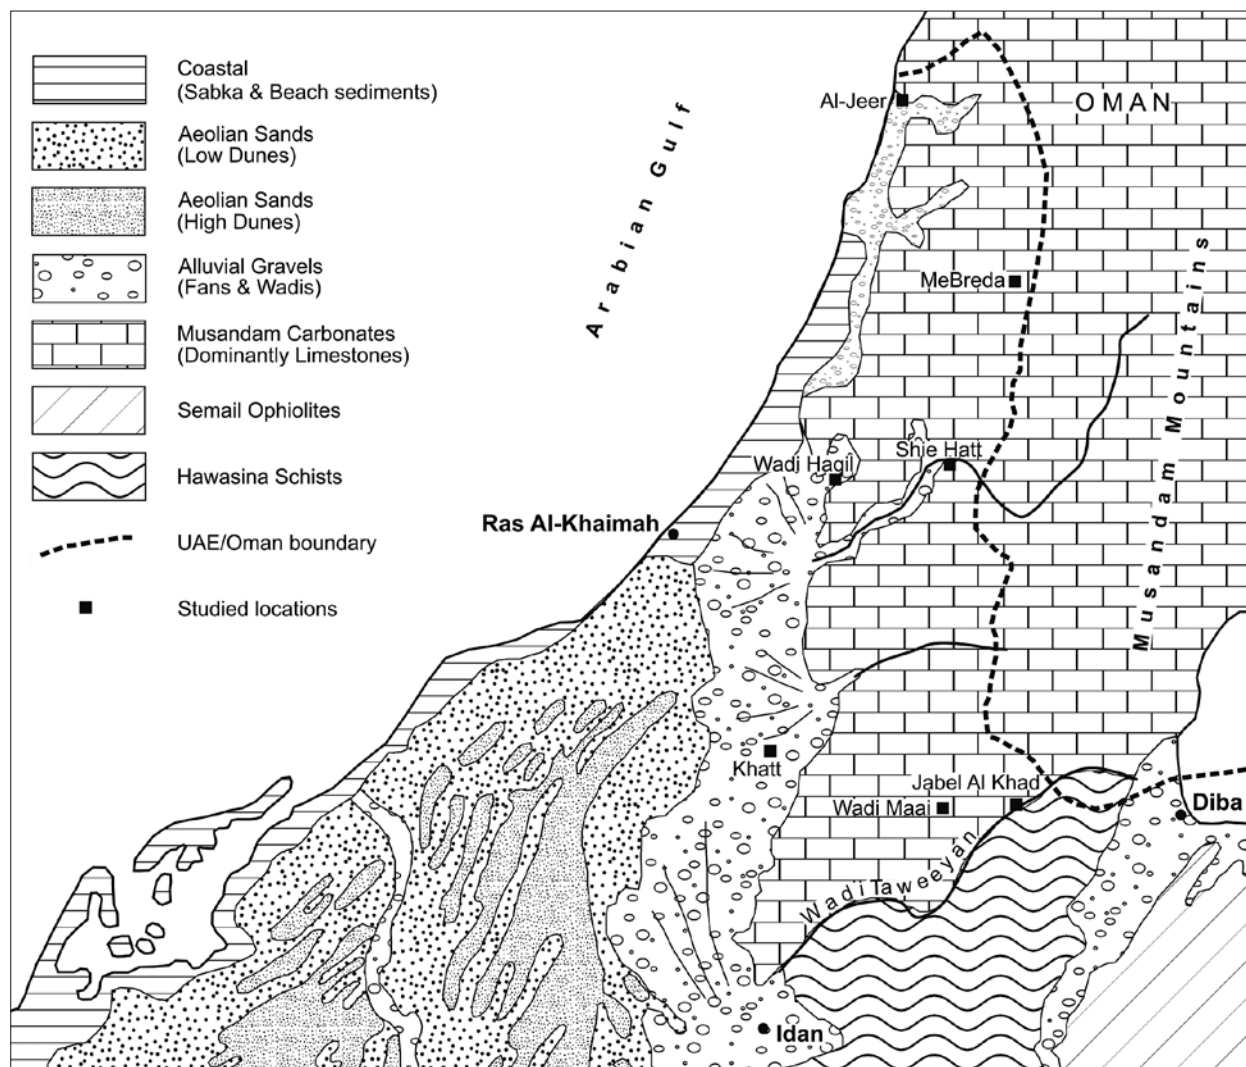 Coastal
(Sabka & Beach sediments)
Aeolian Sands
(Low Dunes)
Aeolian Sands
(High Dunes)
Alluvial Gravels
(Fans & Wadis)
Musandam Carbonates
(Dominantly Limestones)
Semail Ophiolites
Hawasina Schists
UAE/Oman boundary
Studied locations
Arabian Gulf
Al-Jeer
OMAN
MeBreda
Musandam Mountains
Shie Hatt
Wadi Haqil
Ras Al-Khaimah
Khatt
Jabel Al Khad
Wadi Maai
Diba
Wadi Taweeyan
Idan